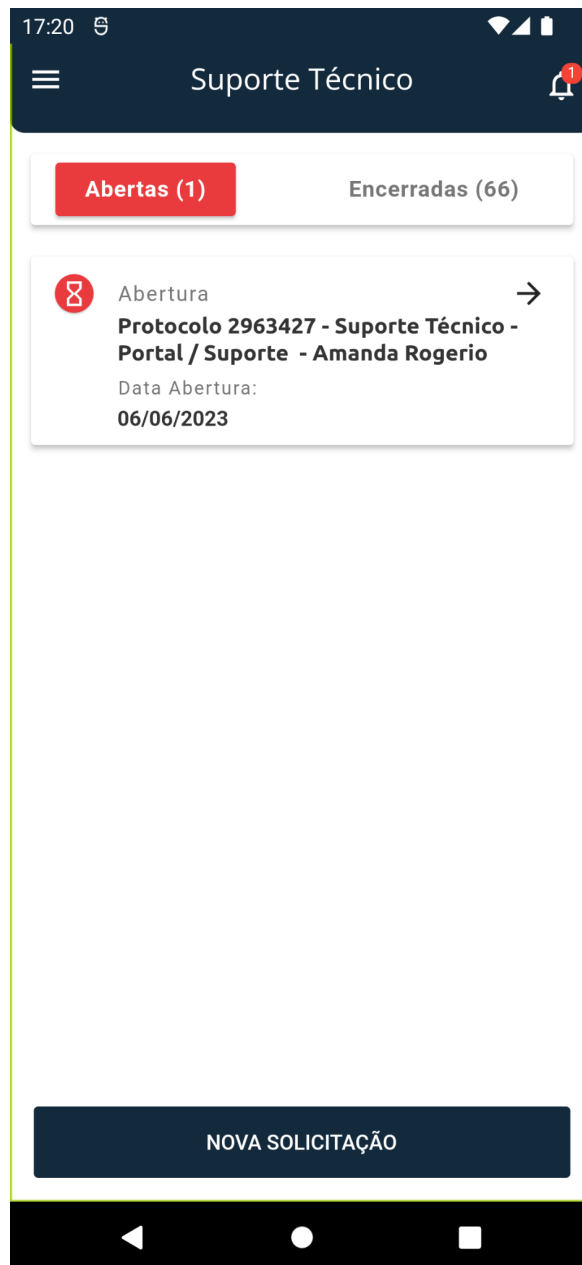 17:20
Suporte Técnico
1
Abertas (1)
Encerradas (66)
Abertura
Protocolo 2963427 - Suporte Técnico -
Portal / Suporte - Amanda Rogerio
Data Abertura:
06/06/2023
NOVA SOLICITAÇÃO